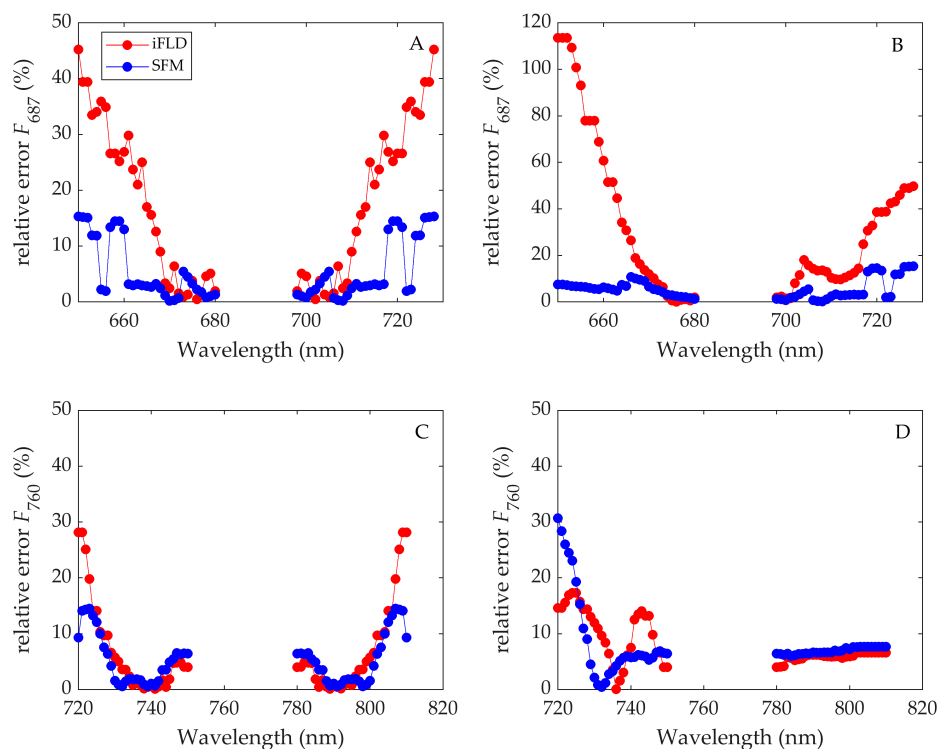 50
40
30
20
10
0
660 680 700 720
Wavelength (nm)
relative error F687 (%)
iFLD
SFM
A
120
100
80
60
40
20
0
660 680 700 720
Wavelength (nm)
relative error F687 (%)
B
50
40
30
20
10
0
720 740 760 780 800 820
Wavelength (nm)
relative error F760 (%)
C
50
40
30
20
10
0
720 740 760 780 800 820
Wavelength (nm)
relative error F760 (%)
D